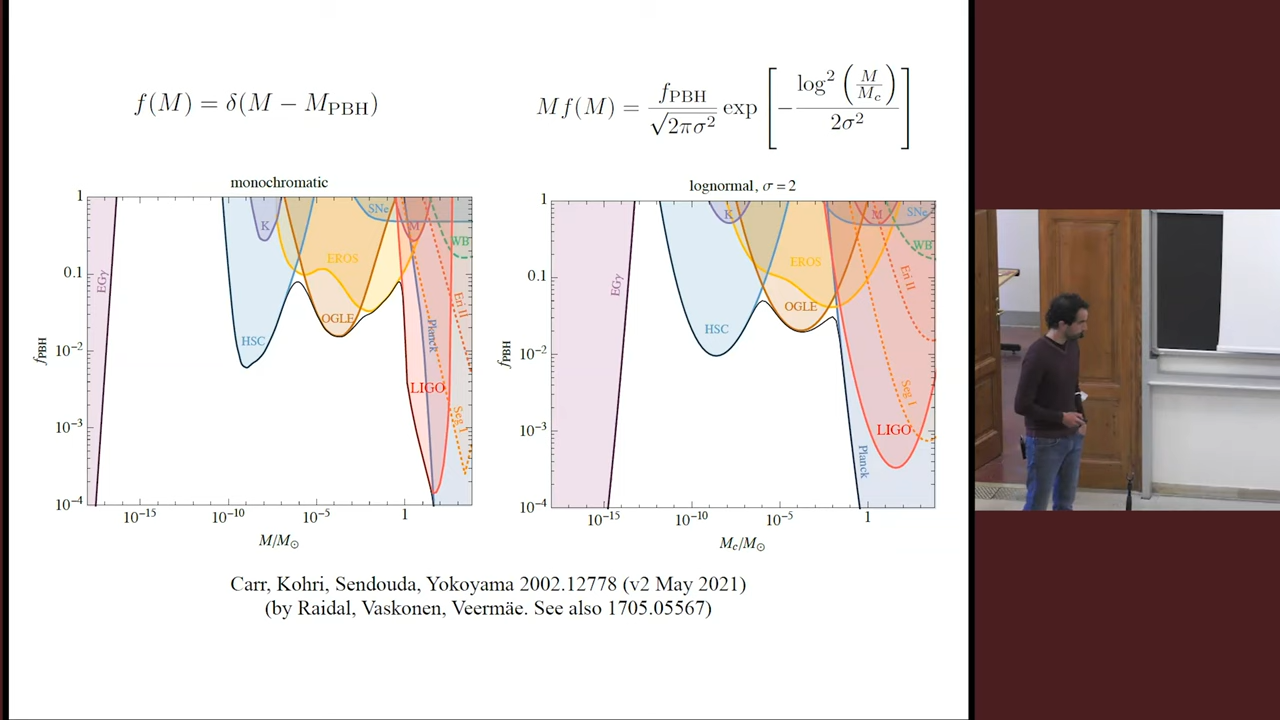 f(M) = δ(M − M_PBH)
Mf(M) = f_PBH / √(2πσ²) exp [ − log² (M / M_c) / 2σ² ]
monochromatic
1
0.1
10⁻²
10⁻³
10⁻⁴
f_PBH
EGγ
K
HSC
EROS
OGLE
SNe
M
WB
Eri II
Planck
LIGO
Seg I
10⁻¹⁵ 10⁻¹⁰ 10⁻⁵ 1
M/M⊙
lognormal, σ = 2
1
0.1
10⁻²
10⁻³
10⁻⁴
f_PBH
EGγ
K
HSC
EROS
OGLE
M
SNe
WB
Eri II
Seg I
LIGO
Planck
10⁻¹⁵ 10⁻¹⁰ 10⁻⁵ 1
M_c/M⊙
Carr, Kohri, Sendouda, Yokoyama 2002.12778 (v2 May 2021)
(by Raidal, Vaskonen, Veermäe. See also 1705.05567)